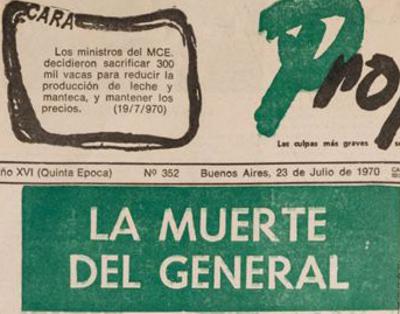 CARA
Los ministros del MCE.
decidieron sacrificar 300
mil vacas para reducir la
producción de leche y
manteca, y mantener los
precios. (19/7/970)
Prop
Las culpas más graves
ño XVI (Quinta Epoca) Nº 352 Buenos Aires, 23 de Julio de 1970
LA MUERTE
DEL GENERAL